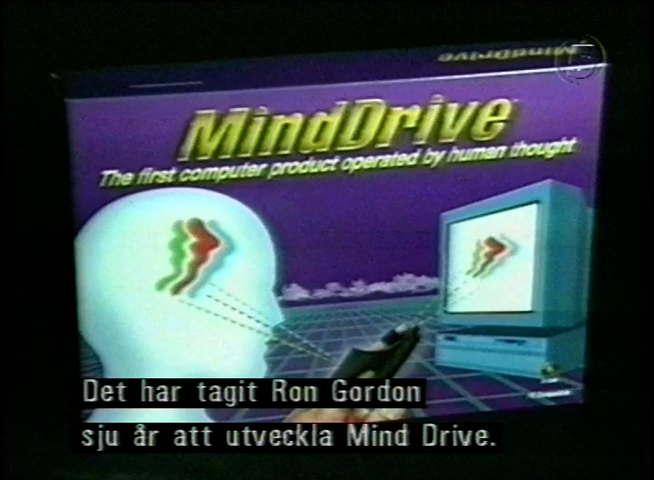 MindDrive
MindDrive
The first computer product operated by human thought
Det har tagit Ron Gordon
sju år att utveckla Mind Drive.